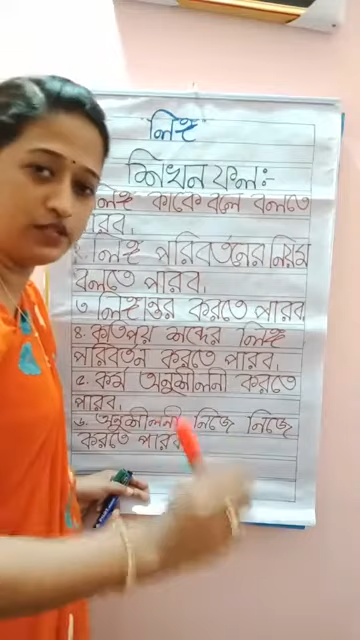 লিঙ্গ
শিখন ফল:-
লিঙ্গ কাকে বলে বলতে
পারব.
লিঙ্গ পরিবর্তনের নিয়ম
বলতে পারব.
৩. লিঙ্গান্তর করতে পারব
৪. কতিপয় শব্দের লিঙ্গ
পরিবর্তন করতে পারব.
৫. কর্ম অনুশীলনী করতে
পারব.
৬. অনুশীলনী নিজে নিজে
করতে পারব